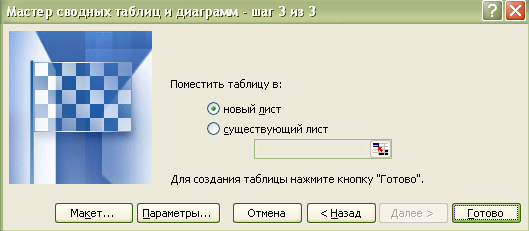 Мастер сводных таблиц и диаграмм - шаг 3 из 3
Поместить таблицу в:
новый лист
существующий лист
Для создания таблицы нажмите кнопку "Готово".
Макет... Параметры... Отмена < Назад Далее > Готово